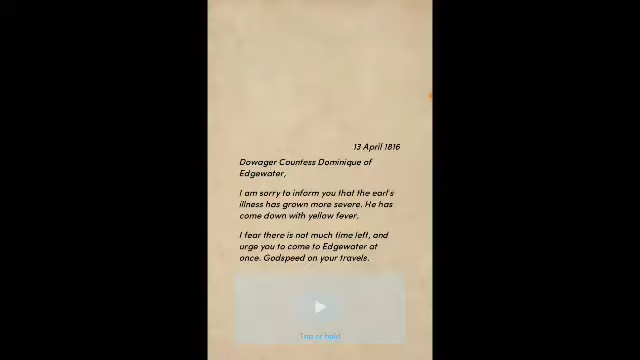 13 April 1816
Dowager Countess Dominique of
Edgewater,
I am sorry to inform you that the earl's
illness has grown more severe. He has
come down with yellow fever.
I fear there is not much time left, and
urge you to come to Edgewater at
once. Godspeed on your travels.
Tap or hold